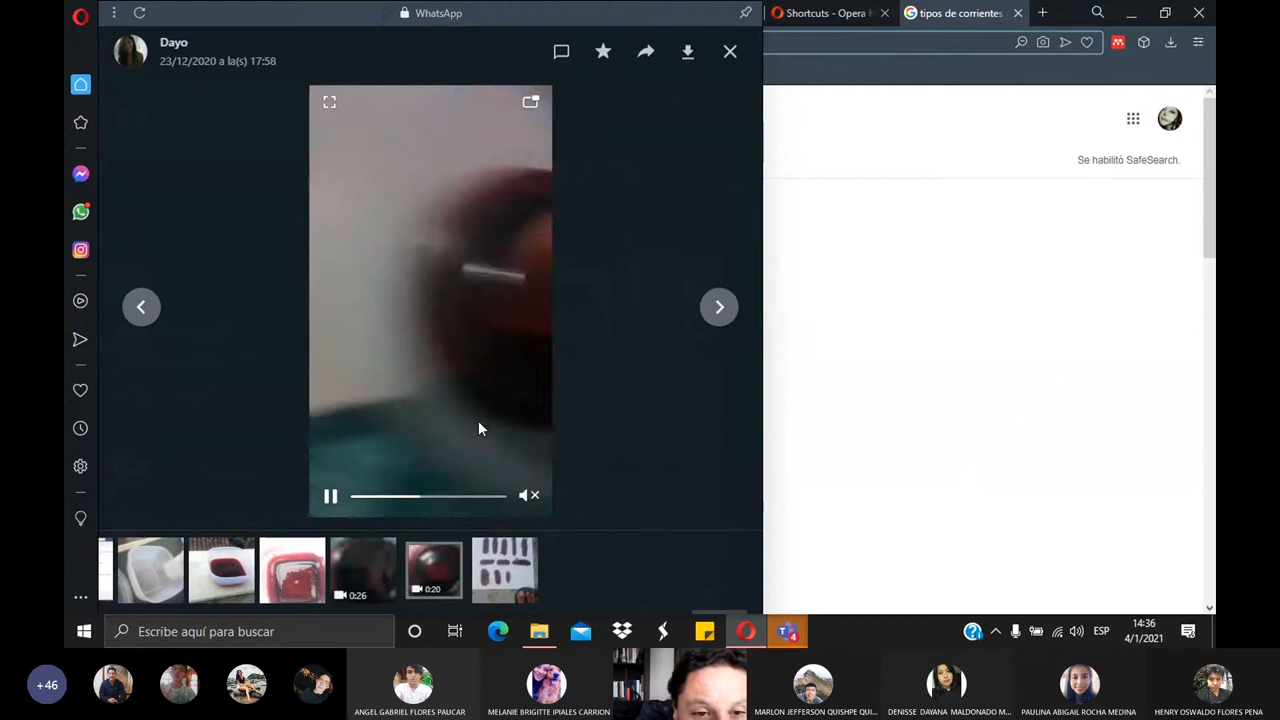 WhatsApp
Shortcuts - Opera H
tipos de corrientes
Dayo
23/12/2020 a la(s) 17:58
Se habilitó SafeSearch.
0:26
0:20
Escribe aquí para buscar
4
ESP
14:36
4/1/2021
+46
ANGEL GABRIEL FLORES PAUCAR
MELANIE BRIGITTE IPIALES CARRION
MARLON JEFFERSON QUISHPE QUI...
DENISSE DAYANA MALDONADO M...
PAULINA ABIGAIL ROCHA MEDINA
HENRY OSWALDO FLORES PENA